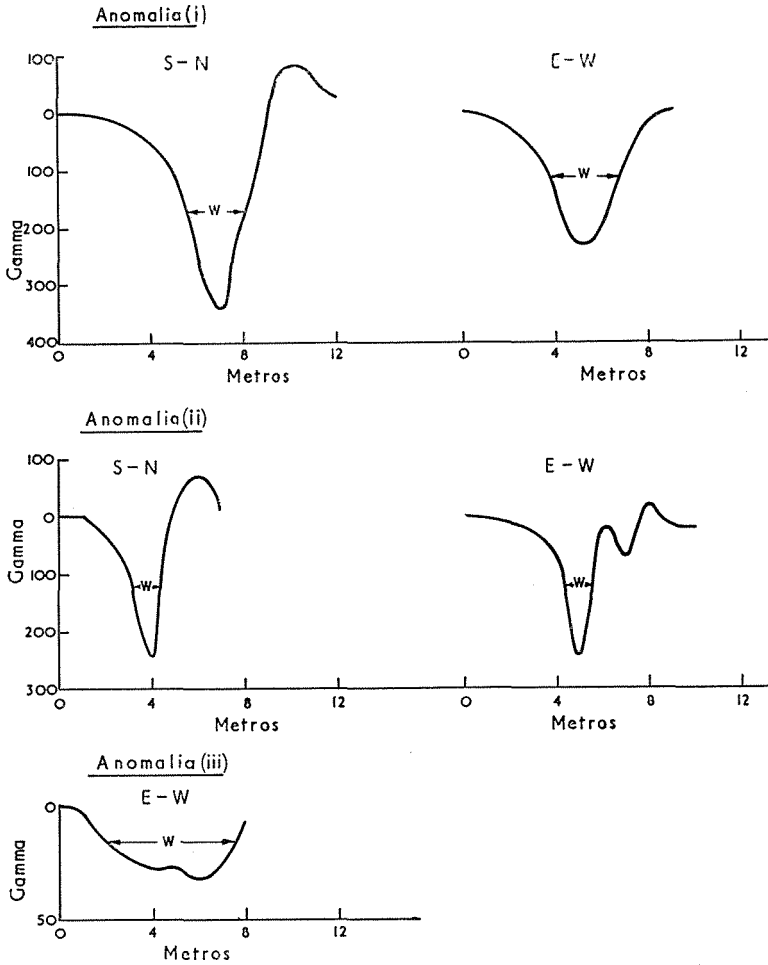 Anomalia(i)
S-N
E-W
100
0
100
200
300
400
Gamma
W
W
0 4 8 12
0 4 8 12
Metros
Metros
Anomalia(ii)
S-N
E-W
100
0
100
200
300
Gamma
W
W
0 4 8 12
0 4 8 12
Metros
Metros
Anomalia(iii)
E-W
0
50
Gamma
W
0 4 8 12
Metros